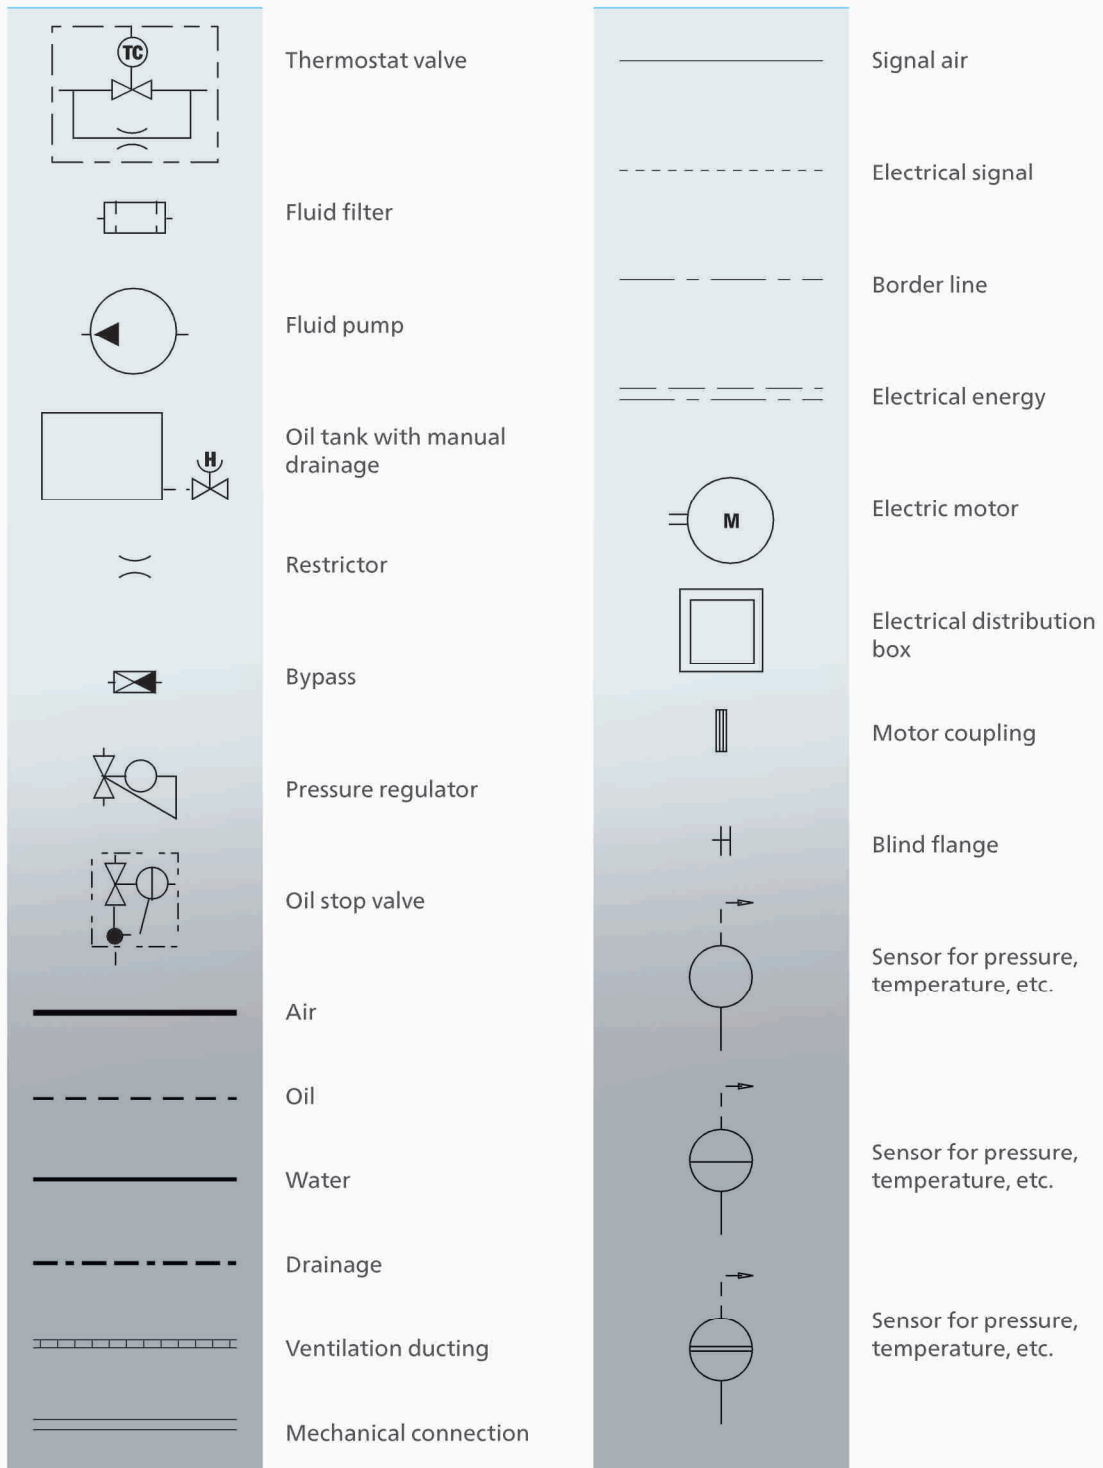 TC
Thermostat valve
Fluid filter
Fluid pump
Oil tank with manual
drainage
H
Restrictor
Bypass
Pressure regulator
Oil stop valve
Air
Oil
Water
Drainage
Ventilation ducting
Mechanical connection
Signal air
Electrical signal
Border line
Electrical energy
Electric motor
M
Electrical distribution
box
Motor coupling
Blind flange
Sensor for pressure,
temperature, etc.
Sensor for pressure,
temperature, etc.
Sensor for pressure,
temperature, etc.